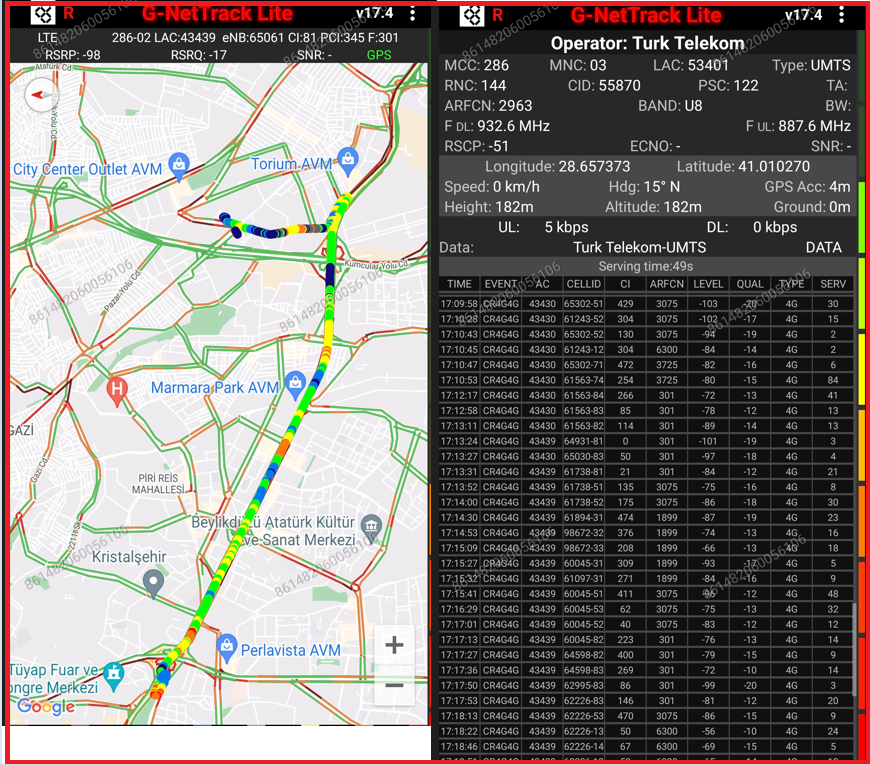 R G-NetTrack Lite v17.4
LTE 286-02 LAC:43439 eNB:65061 CI:81 PCI:345 F:301
RSRP: -98 RSRQ: -17 SNR: - GPS
Atatürk Cd.
City Center Outlet AVM
Torium AVM
Kumcular Yolu Cd.
Pazar Yolu Cd.
Marmara Park AVM
H
GAZİ
Gazi Cd.
PİRİ REİS
MAHALLESİ
Beylikdüzü Atatürk Kültür
ve Sanat Merkezi
Kristalşehir
Perlavista AVM
Tüyap Fuar ve
ongre Merkezi
Google
+
−
861482060056106
861482060056106
861482060056106
861482060056106
R G-NetTrack Lite v17.4
Operator: Turk Telekom
MCC: 286 MNC: 03 LAC: 53401 Type: UMTS
RNC: 144 CID: 55870 PSC: 122 TA:
ARFCN: 2963 BAND: U8 BW:
F DL: 932.6 MHz F UL: 887.6 MHz
RSCP: -51 ECNO: - SNR: -
Longitude: 28.657373 Latitude: 41.010270
Speed: 0 km/h Hdg: 15° N GPS Acc: 4m
Height: 182m Altitude: 182m Ground: 0m
UL: 5 kbps DL: 0 kbps
Data: Turk Telekom-UMTS DATA
Serving time:49s
TIME EVENT AC CELLID CI ARFCN LEVEL QUAL TYPE SERV
17:09:58 CR4G4G 43430 65302-51 429 3075 -103 -20 4G 30
17:10:28 CR4G4G 43430 61243-52 304 3075 -102 -17 4G 15
17:10:43 CR4G4G 43430 65302-52 130 3075 -94 -19 4G 2
17:10:45 CR4G4G 43430 61243-12 304 6300 -84 -14 4G 2
17:10:47 CR4G4G 43430 65302-71 472 3725 -82 -16 4G 6
17:10:53 CR4G4G 43430 61563-74 254 3725 -80 -15 4G 84
17:12:17 CR4G4G 43430 61563-84 266 301 -72 -13 4G 41
17:12:58 CR4G4G 43430 61563-83 85 301 -78 -12 4G 13
17:13:11 CR4G4G 43430 61563-82 114 301 -89 -14 4G 13
17:13:24 CR4G4G 43439 64931-81 0 301 -101 -19 4G 3
17:13:27 CR4G4G 43439 65030-83 50 301 -97 -18 4G 4
17:13:31 CR4G4G 43439 61738-81 21 301 -84 -12 4G 21
17:13:52 CR4G4G 43439 61738-51 135 3075 -75 -16 4G 8
17:14:00 CR4G4G 43439 61738-52 175 3075 -86 -18 4G 30
17:14:30 CR4G4G 43439 61894-31 474 1899 -87 -19 4G 23
17:14:53 CR4G4G 43439 98672-32 376 1899 -74 -13 4G 16
17:15:09 CR4G4G 43439 98672-33 208 1899 -66 -13 4G 18
17:15:27 CR4G4G 43439 60045-31 309 1899 -93 -17 4G 5
17:15:32 CR4G4G 43439 61097-31 271 1899 -84 -16 4G 9
17:15:41 CR4G4G 43439 60045-51 411 3075 -96 -12 4G 48
17:16:29 CR4G4G 43439 60045-53 62 3075 -75 -13 4G 32
17:17:01 CR4G4G 43439 60045-52 40 3075 -83 -12 4G 12
17:17:13 CR4G4G 43439 60045-82 223 301 -76 -13 4G 14
17:17:27 CR4G4G 43439 64598-82 400 301 -79 -15 4G 9
17:17:36 CR4G4G 43439 64598-83 269 301 -72 -10 4G 14
17:17:50 CR4G4G 43439 62995-83 86 301 -99 -20 4G 3
17:17:53 CR4G4G 43439 62226-83 146 301 -81 -12 4G 20
17:18:13 CR4G4G 43439 62226-53 470 3075 -86 -15 4G 9
17:18:22 CR4G4G 43439 62226-13 50 6300 -56 -10 4G 24
17:18:46 CR4G4G 43439 62226-14 67 6300 -69 -15 4G 5